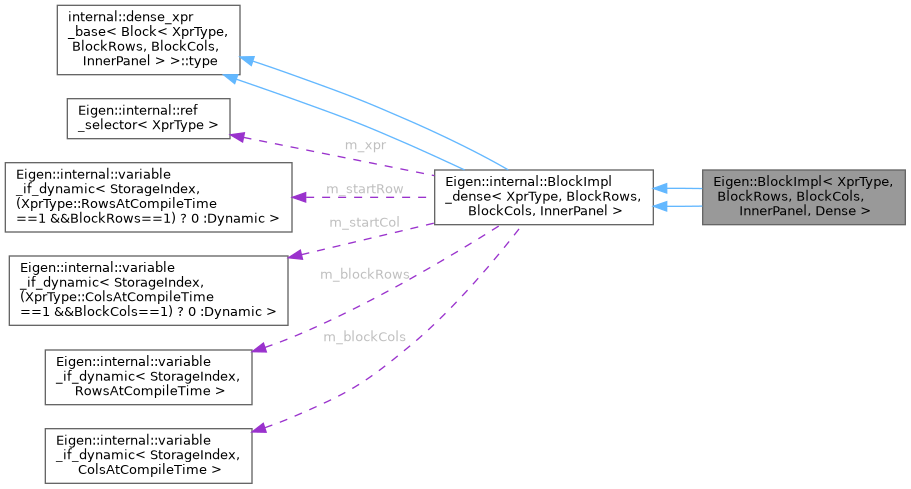 internal::dense_xpr
_base< Block< XprType,
BlockRows, BlockCols,
InnerPanel > >::type
Eigen::internal::ref
_selector< XprType >
m_xpr
Eigen::internal::variable
_if_dynamic< StorageIndex,
(XprType::RowsAtCompileTime
==1 &&BlockRows==1) ? 0 :Dynamic >
m_startRow
Eigen::internal::BlockImpl
_dense< XprType, BlockRows,
BlockCols, InnerPanel >
Eigen::BlockImpl< XprType,
BlockRows, BlockCols,
InnerPanel, Dense >
m_startCol
Eigen::internal::variable
_if_dynamic< StorageIndex,
(XprType::ColsAtCompileTime
==1 &&BlockCols==1) ? 0 :Dynamic >
m_blockRows
m_blockCols
Eigen::internal::variable
_if_dynamic< StorageIndex,
RowsAtCompileTime >
Eigen::internal::variable
_if_dynamic< StorageIndex,
ColsAtCompileTime >